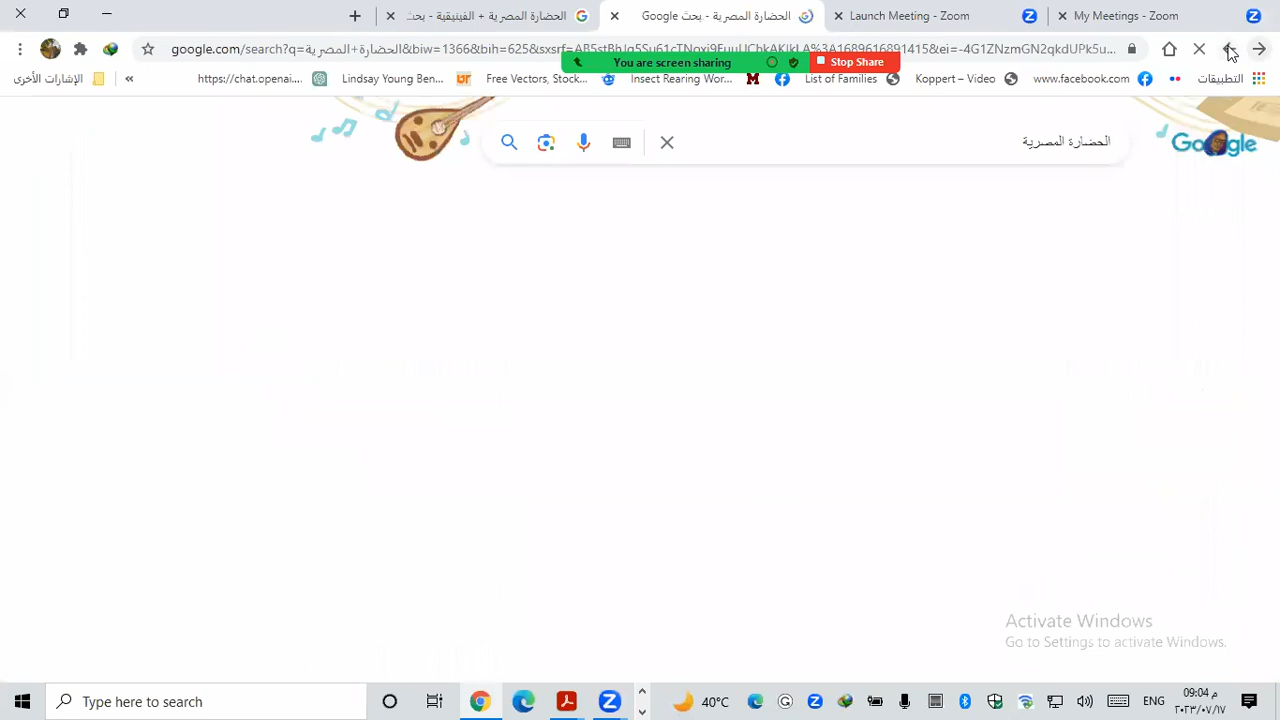 الحضارة المصرية + الفينيقية - بحث
الحضارة المصرية - بحث Google
Launch Meeting - Zoom
My Meetings - Zoom
You are screen sharing
Stop Share
الإشارات الأخرى
https://chat.openai....
Lindsay Young Ben...
Free Vectors, Stock...
Insect Rearing Wor...
List of Families
Koppert – Video
www.facebook.com
التطبيقات
الحضارة المصرية
Google
Activate Windows
Go to Settings to activate Windows.
Type here to search
40°C
ENG
09:04 م
٢٠٢٣/٠٧/١٧